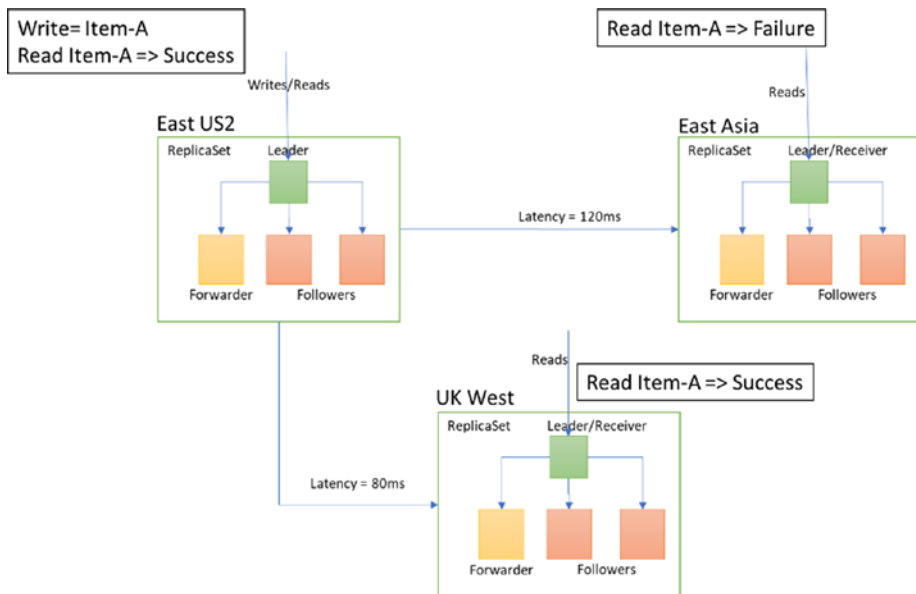 Write= Item-A
Read Item-A => Success
Read Item-A => Failure
Writes/Reads
Reads
East US2
East Asia
ReplicaSet
Leader
ReplicaSet
Leader/Receiver
Latency = 120ms
Forwarder
Followers
Forwarder
Followers
Reads
Read Item-A => Success
UK West
ReplicaSet
Leader/Receiver
Latency = 80ms
Forwarder
Followers